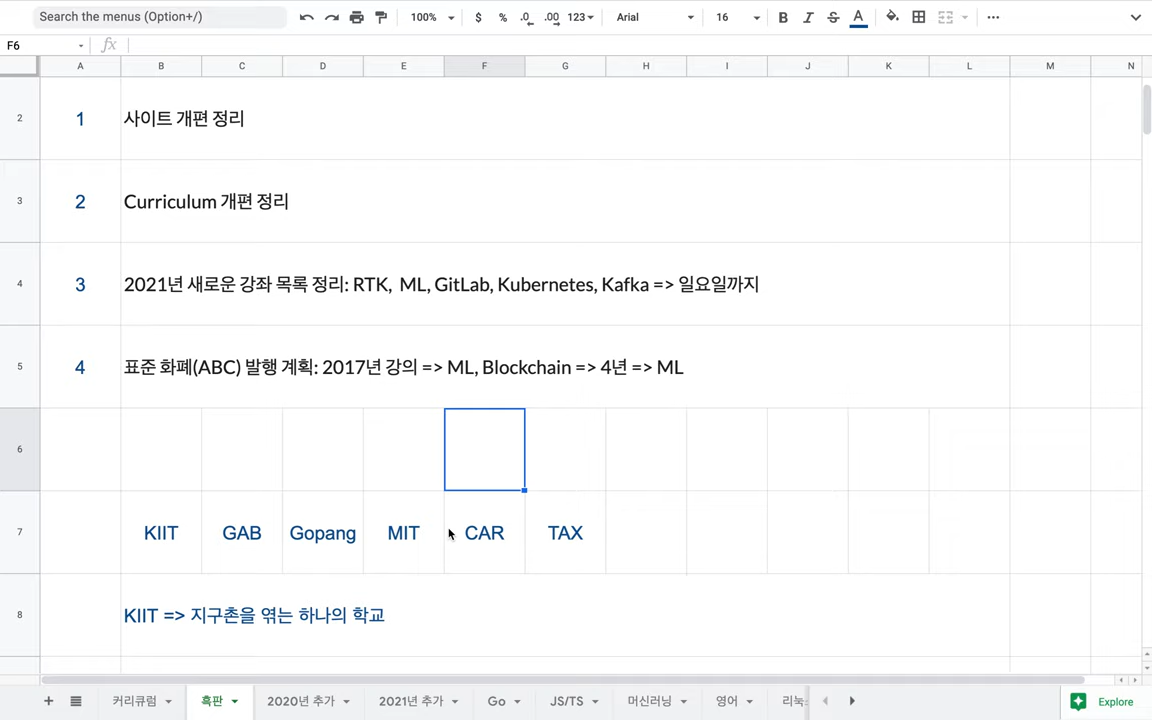 Search the menus (Option+/)
100% $ % .0 .00 123 Arial 16 B I S A
F6 fx
A B C D E F G H I J K L M N
2 1 사이트 개편 정리
3 2 Curriculum 개편 정리
4 3 2021년 새로운 강좌 목록 정리: RTK, ML, GitLab, Kubernetes, Kafka => 일요일까지
5 4 표준 화폐(ABC) 발행 계획: 2017년 강의 => ML, Blockchain => 4년 => ML
6
7 KIIT GAB Gopang MIT CAR TAX
8 KIIT => 지구촌을 엮는 하나의 학교
커리큐럼 흑판 2020년 추가 2021년 추가 Go JS/TS 머신러닝 영어 리눅 Explore